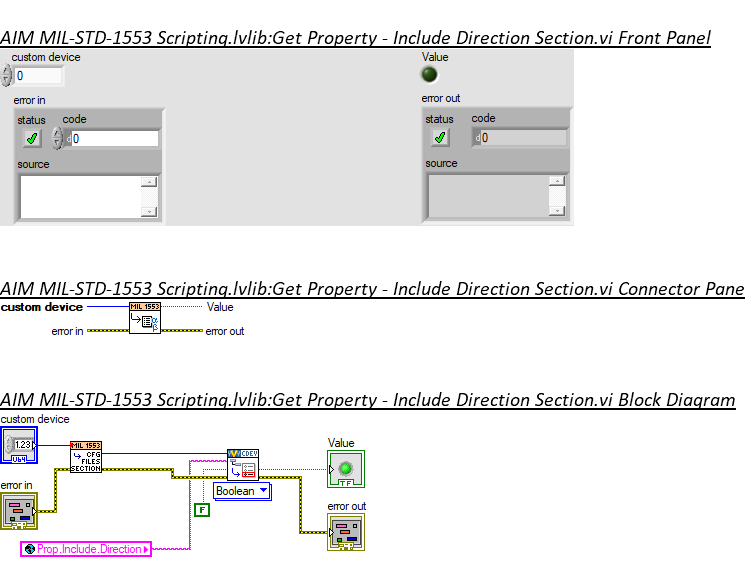 AIM MIL-STD-1553 Scripting.lvlib:Get Property - Include Direction Section.vi Front Panel
custom device
Value
0
error in
error out
status code
status code
d0
d0
source
source
AIM MIL-STD-1553 Scripting.lvlib:Get Property - Include Direction Section.vi Connector Pane
custom device
MIL 1553
Value
αβ
error in
error out
AIM MIL-STD-1553 Scripting.lvlib:Get Property - Include Direction Section.vi Block Diagram
custom device
Value
1.23
U64
MIL 1553
CFG
FILES
SECTION
CDEV
TF
error in
Boolean
F
error out
Prop.Include.Direction